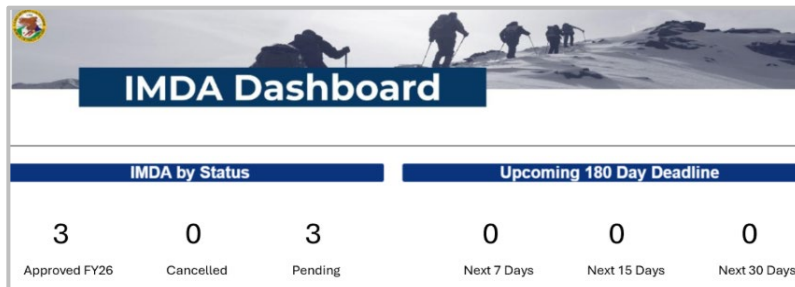 IMDA Dashboard
IMDA by Status
Upcoming 180 Day Deadline
3 0 3 0 0 0
Approved FY26 Cancelled Pending Next 7 Days Next 15 Days Next 30 Days